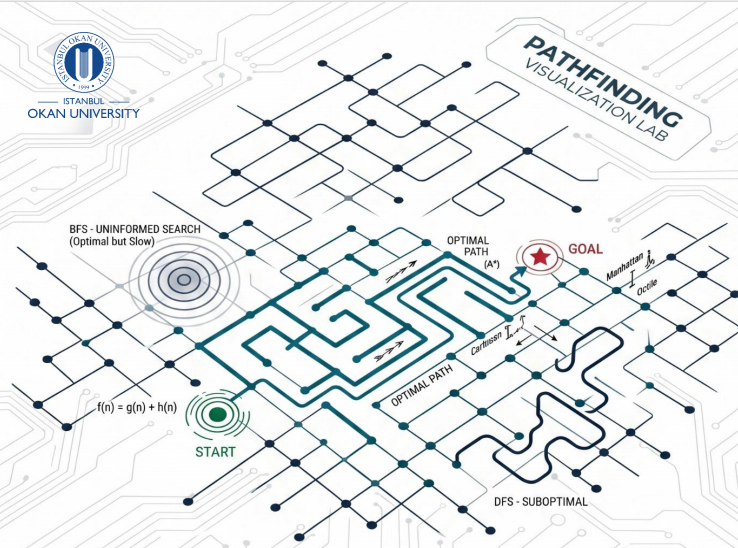 ISTANBUL OKAN UNIVERSITY
1999
ISTANBUL
OKAN UNIVERSITY
PATHFINDING
VISUALIZATION LAB
BFS - UNINFORMED SEARCH
(Optimal but Slow)
OPTIMAL
PATH
(A*)
GOAL
Manhattan
Octile
OPTIMAL PATH
f(n) = g(n) + h(n)
START
DFS - SUBOPTIMAL